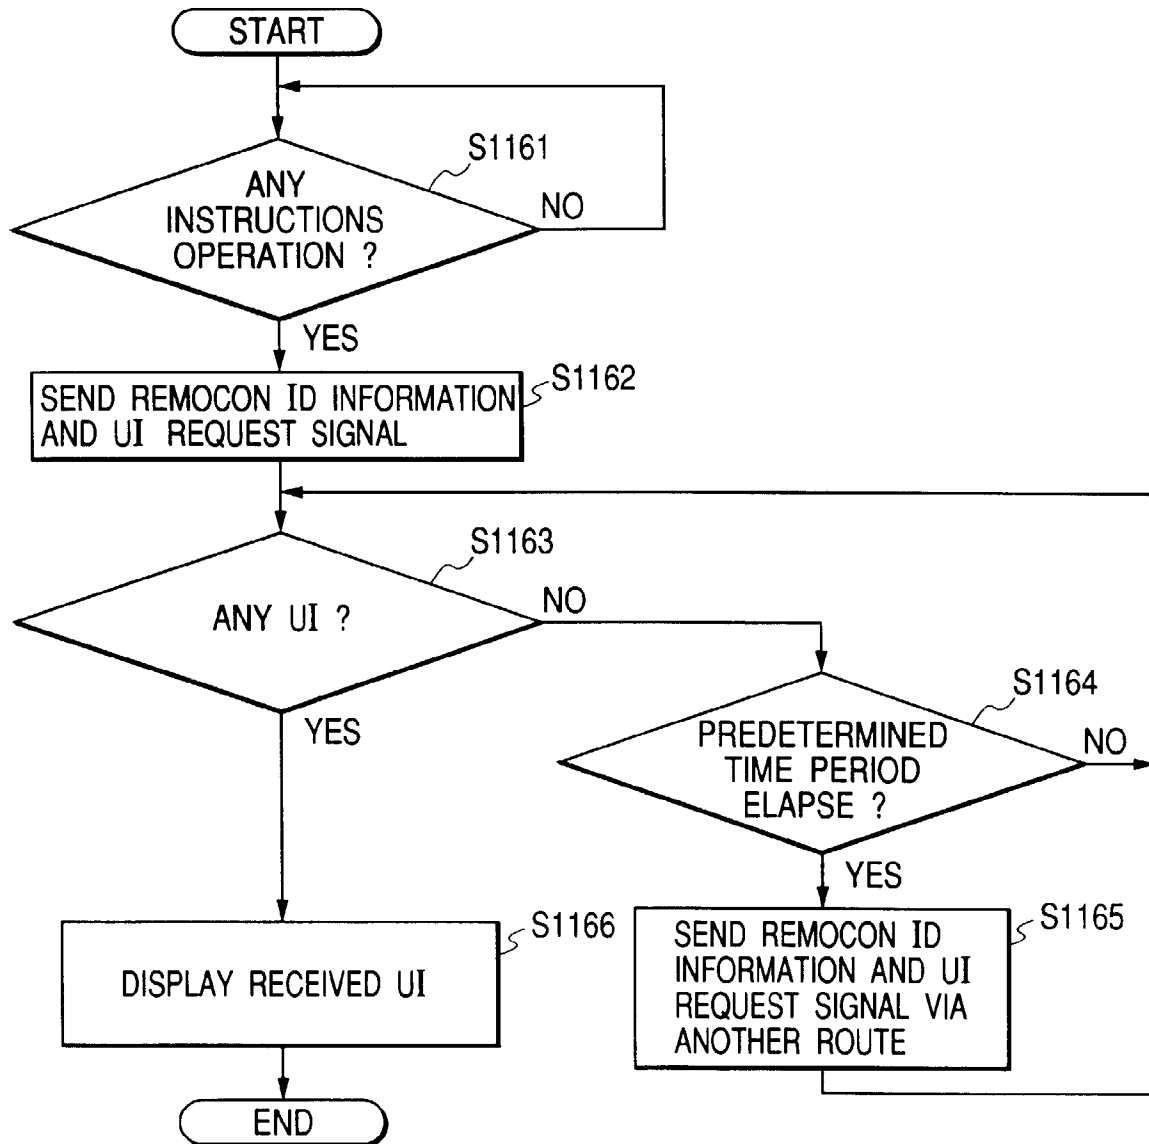 START
S1161
ANY
INSTRUCTIONS
OPERATION ?
NO
YES
S1162
SEND REMOCON ID INFORMATION
AND UI REQUEST SIGNAL
S1163
ANY UI ?
NO
YES
S1164
PREDETERMINED
TIME PERIOD
ELAPSE ?
NO
YES
S1165
SEND REMOCON ID
INFORMATION AND UI
REQUEST SIGNAL VIA
ANOTHER ROUTE
S1166
DISPLAY RECEIVED UI
END